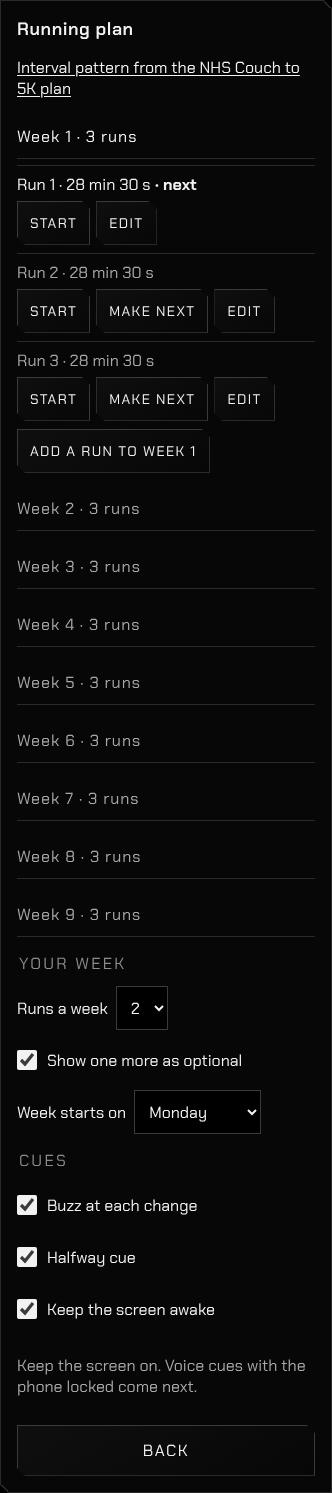 Running plan
Interval pattern from the NHS Couch to
5K plan
Week 1 · 3 runs
Run 1 · 28 min 30 s • next
START EDIT
Run 2 · 28 min 30 s
START MAKE NEXT EDIT
Run 3 · 28 min 30 s
START MAKE NEXT EDIT
ADD A RUN TO WEEK 1
Week 2 · 3 runs
Week 3 · 3 runs
Week 4 · 3 runs
Week 5 · 3 runs
Week 6 · 3 runs
Week 7 · 3 runs
Week 8 · 3 runs
Week 9 · 3 runs
YOUR WEEK
Runs a week 2
Show one more as optional
Week starts on Monday
CUES
Buzz at each change
Halfway cue
Keep the screen awake
Keep the screen on. Voice cues with the
phone locked come next.
BACK